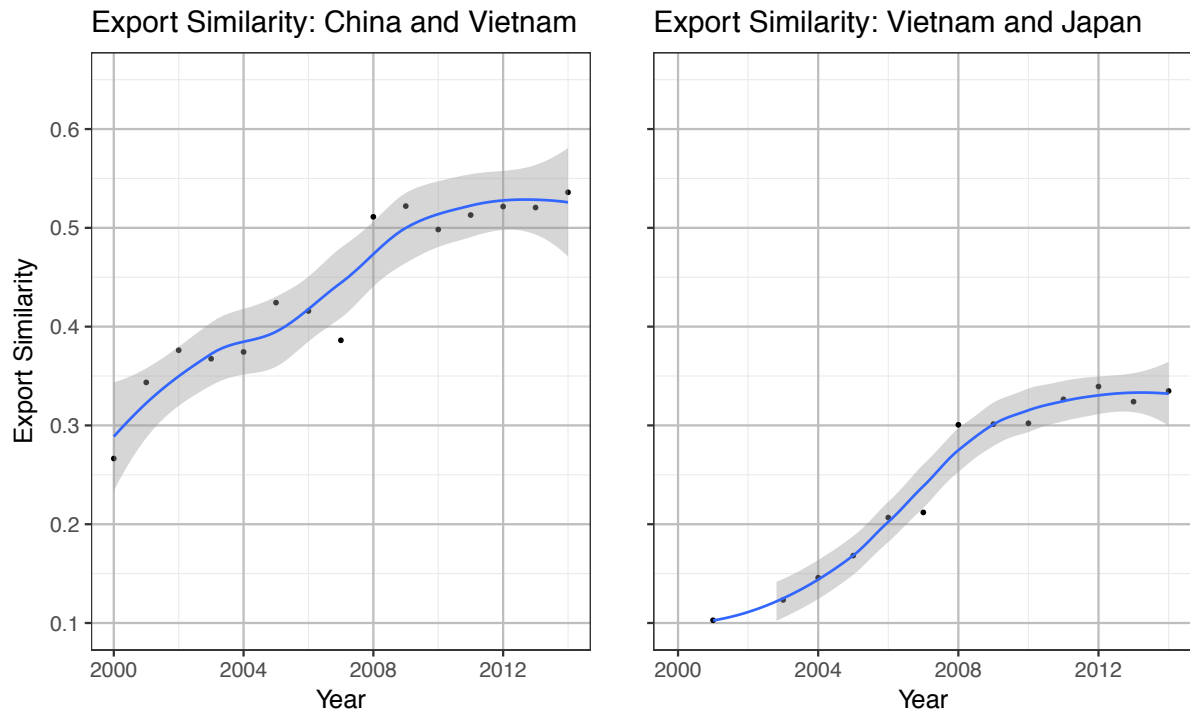 Export Similarity: China and Vietnam
Export Similarity
0.6
0.5
0.4
0.3
0.2
0.1
2000 2004 2008 2012
Year
Export Similarity: Vietnam and Japan
2000 2004 2008 2012
Year